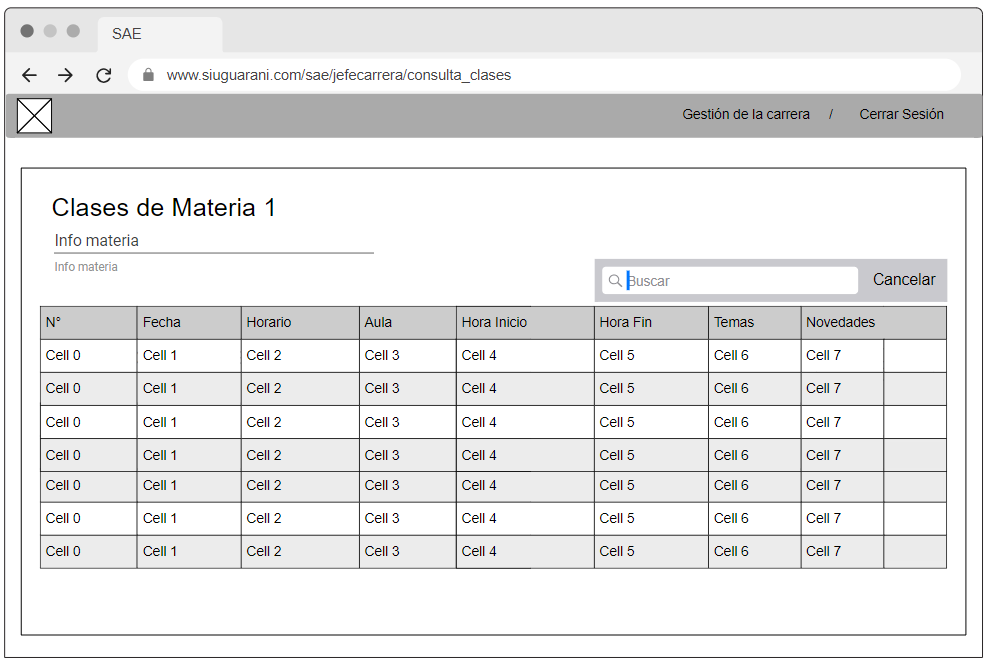 SAE
www.siuguarani.com/sae/jefecarrera/consulta_clases
Gestión de la carrera / Cerrar Sesión
Clases de Materia 1
Info materia
Info materia
Buscar Cancelar
N° Fecha Horario Aula Hora Inicio Hora Fin Temas Novedades
Cell 0 Cell 1 Cell 2 Cell 3 Cell 4 Cell 5 Cell 6 Cell 7
Cell 0 Cell 1 Cell 2 Cell 3 Cell 4 Cell 5 Cell 6 Cell 7
Cell 0 Cell 1 Cell 2 Cell 3 Cell 4 Cell 5 Cell 6 Cell 7
Cell 0 Cell 1 Cell 2 Cell 3 Cell 4 Cell 5 Cell 6 Cell 7
Cell 0 Cell 1 Cell 2 Cell 3 Cell 4 Cell 5 Cell 6 Cell 7
Cell 0 Cell 1 Cell 2 Cell 3 Cell 4 Cell 5 Cell 6 Cell 7
Cell 0 Cell 1 Cell 2 Cell 3 Cell 4 Cell 5 Cell 6 Cell 7